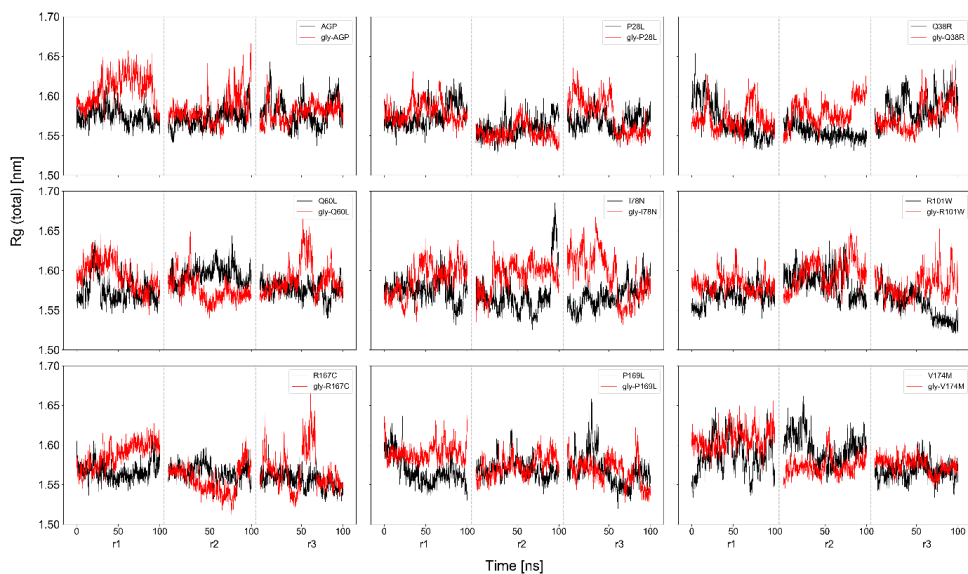 1.70
AGP
gly-AGP
P28L
gly-P28L
Q38R
gly-Q38R
1.65
1.60
1.55
1.50
Rg (total) [nm]
1.70
Q60L
gly-Q60L
I78N
gly-I78N
R101W
gly-R101W
1.65
1.60
1.55
1.50
1.70
R167C
gly-R167C
P169L
gly-P169L
V174M
gly-V174M
1.65
1.60
1.55
1.50
0 50 100 50 100 50 100
0 50 100 50 100 50 100
0 50 100 50 100 50 100
r1 r2 r3
r1 r2 r3
r1 r2 r3
Time [ns]